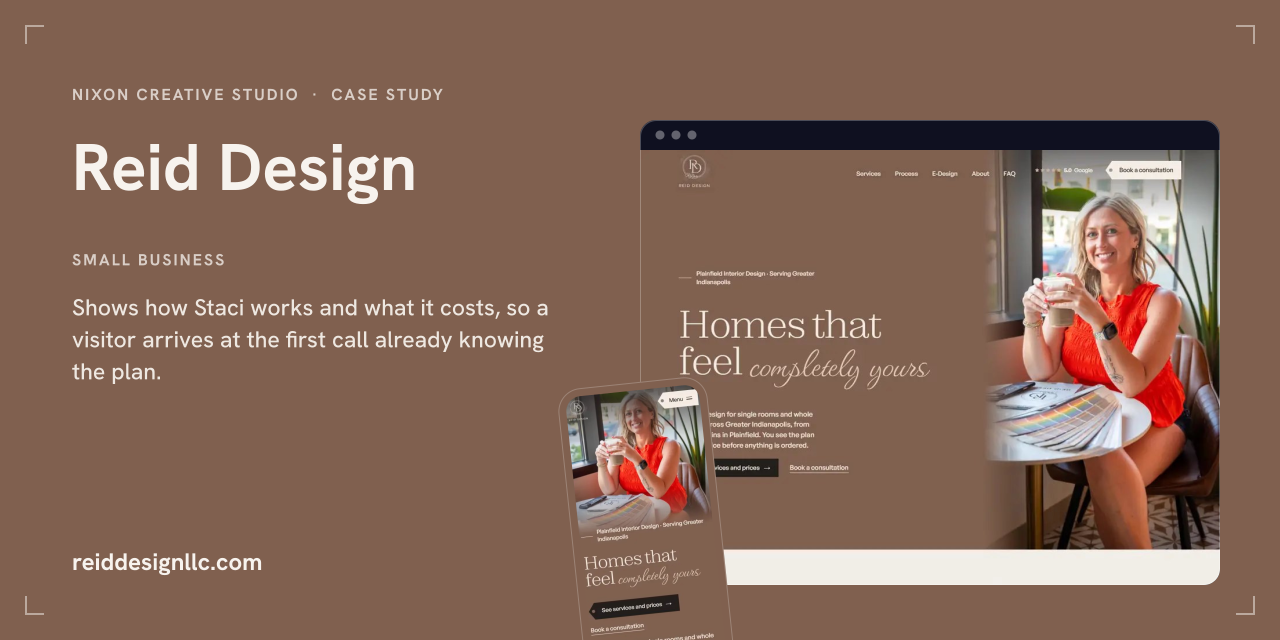 NIXON CREATIVE STUDIO · CASE STUDY
Reid Design
SMALL BUSINESS
Shows how Staci works and what it costs, so a
visitor arrives at the first call already knowing
the plan.
reiddesignllc.com
REID DESIGN
Services Process E-Design About FAQ
Google
Book a consultation
Plainfield Interior Design · Serving Greater
Indianapolis
Homes that
feel completely yours
esign for single rooms and whole
ross Greater Indianapolis, from
ins in Plainfield. You see the plan
ce before anything is ordered.
vices and prices →
Book a consultation
Menu
Plainfield Interior Design · Serving Greater
Indianapolis
Homes that
feel completely yours
See services and prices →
Book a consultation
rooms and whole